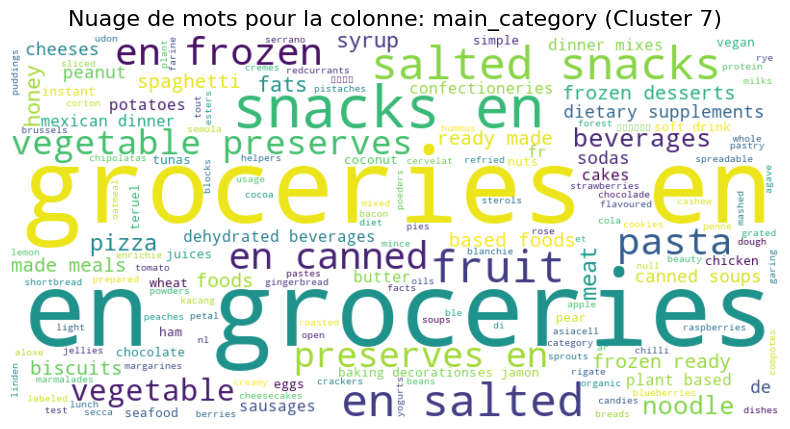 Nuage de mots pour la colonne: main_category (Cluster 7)
puddings udon en frozen serrano syrup simple dinner mixes vegan
cheeses sliced plant farine cremes redcurrants salted snacks rye
honey peanut instant fats pistaches confectioneries protein
corton spaghetti tout esters frozen desserts milks
potatoes snacks en dietary supplements
mexican dinner hummus forest soft drink whole
brussels semola ready made beverages pastry
vegetable preserves fr spreadable
chipolatas tunas helpers coconut cervelat refried nuts sodas
oatmeal teruel blocks usage cakes strawberries chocolade agave
groceries en
cocoa mixed poeders sterols flavoured cashew mashed
diet bacon cola cookies penne
pizza dehydrated beverages pies rose et grated
lemon enrichie juices mince based foods blanchie pasta dough
made meals tomato en canned fruit meat beauty chicken
shortbread prepared wheat foods pastes butter oils null canned soups garing
powders kacang gingerbread facts apple
en groceries
light peaches petal ble pear asiacell raspberries
ham nl roasted open soups di category ar chilli
aloxe jellies chocolate preserves en sprouts frozen ready compotes
linden biscuits margarines baking decorations es jamon rigate plant based
marmalades creamy eggs crackers beans yogurts organic blueberries candies
labeled vegetable cheesecakes en salted noodle de
test lunch sausages breads dishes
secca seafood berries